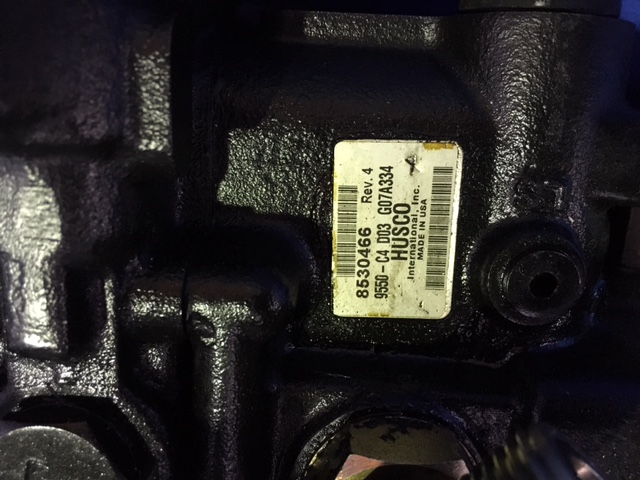 8530466 Rev. 4
9550-C4 D03 G07A334
HUSCO
International, Inc.
MADE IN USA